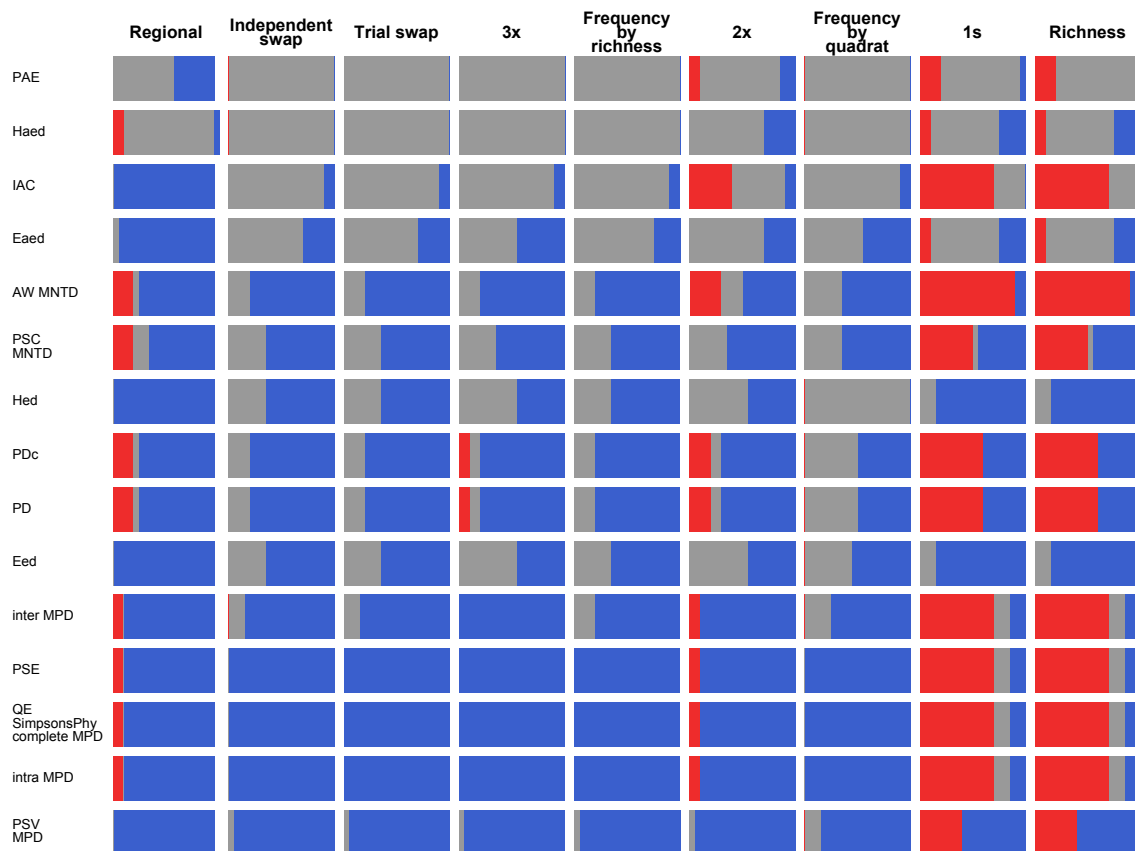 Regional
Independent
swap
Trial swap
3x
Frequency
by
richness
2x
Frequency
by
quadrat
1s
Richness
PAE
Haed
IAC
Eaed
AW MNTD
PSC
MNTD
Hed
PDc
PD
Eed
inter MPD
PSE
QE
SimpsonsPhy
complete MPD
intra MPD
PSV
MPD